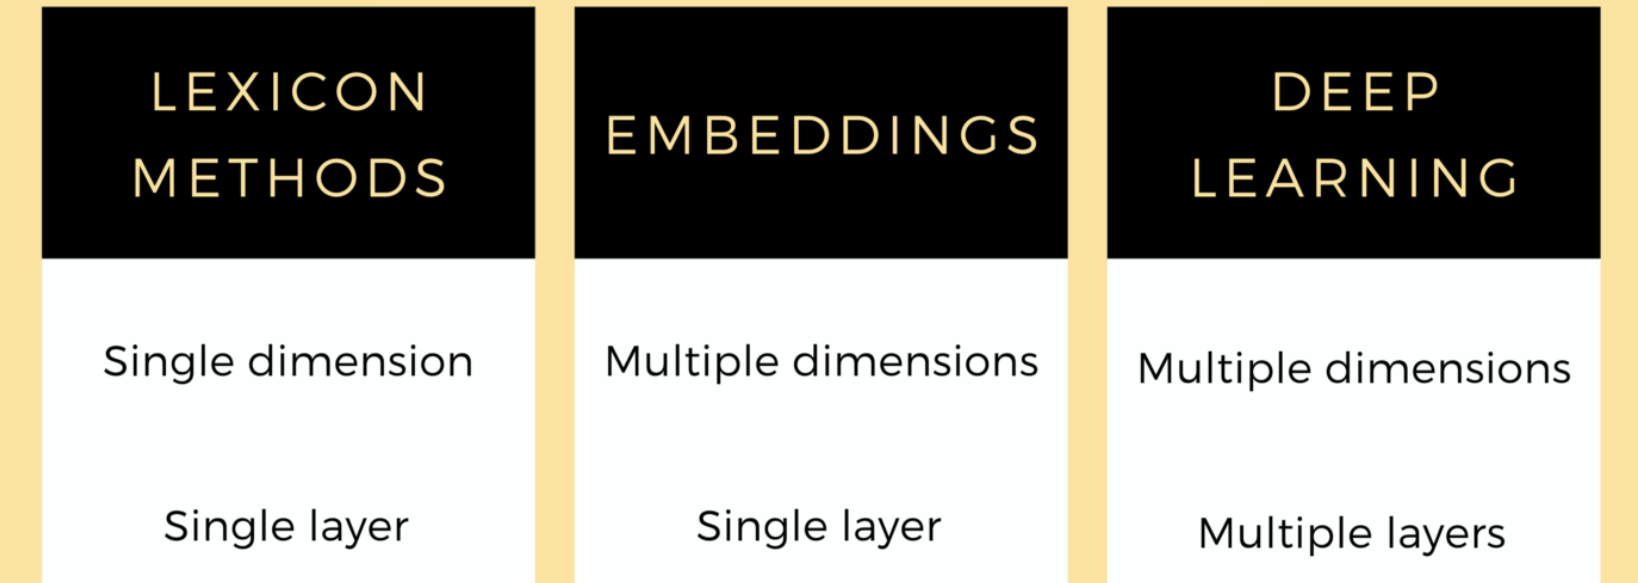 LEXICON
METHODS
Single dimension
Single layer
EMBEDDINGS
Multiple dimensions
Single layer
DEEP
LEARNING
Multiple dimensions
Multiple layers